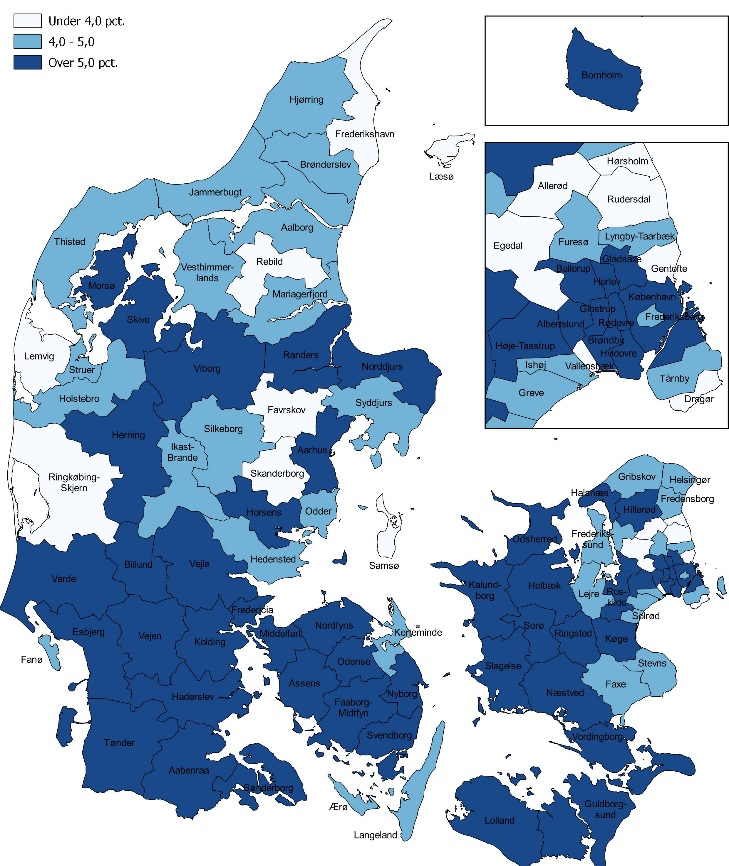 Under 4,0 pct.
4,0 - 5,0
Over 5,0 pct.
Bornholm
Hjørring
Frederikshavn
Brønderslev
Læsø
Jammerbugt
Aalborg
Thisted
Vesthimmer-
lands
Rebild
Mariagerfjord
Morsø
Skive
Lemvig
Struer
Viborg
Randers
Norddjurs
Holstebro
Favrskov
Syddjurs
Silkeborg
Herning
Ikast-
Brande
Aarhus
Skanderborg
Ringkøbing-
Skjern
Horsens
Odder
Samsø
Hedensted
Billund
Vejle
Varde
Fredericia
Esbjerg
Vejen
Kolding
Middelfart
Nordfyns
Kerteminde
Fanø
Odense
Assens
Nyborg
Haderslev
Faaborg-
Midtfyn
Svendborg
Tønder
Aabenraa
Sønderborg
Ærø
Langeland
Hørsholm
Allerød
Rudersdal
Egedal
Furesø
Lyngby-Taarbæk
Gladsaxe
Gentofte
Ballerup
Herlev
København
Glostrup
Frederiksberg
Albertslund
Rødovre
Høje-Taastrup
Brøndby
Hvidovre
Ishøj
Vallensbæk
Greve
Tårnby
Dragør
Gribskov
Helsingør
Halsnæs
Fredensborg
Hillerød
Odsherred
Frederiks-
sund
Kalund-
borg
Holbæk
Lejre
Ros-
kilde
Solrød
Sorø
Ringsted
Køge
Slagelse
Stevns
Faxe
Næstved
Vordingborg
Guldborg-
sund
Lolland